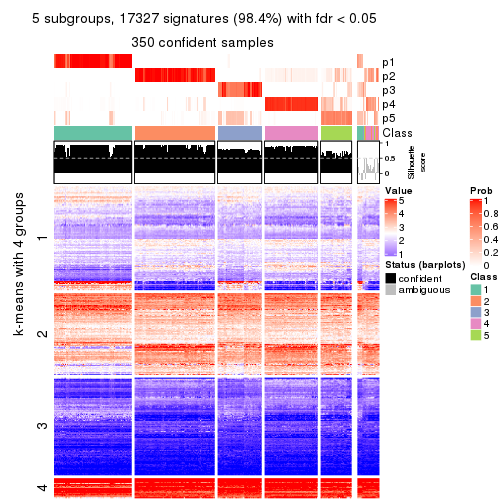 5 subgroups, 17327 signatures (98.4%) with fdr < 0.05
350 confident samples
p1
p2
p3
p4
p5
Class
1
0.5
0
Silhouette
score
k-means with 4 groups
1
2
3
4
Value
5
4
3
2
1
Status (barplots)
confident
ambiguous
Prob
1
0.8
0.6
0.4
0.2
0
Class
1
2
3
4
5